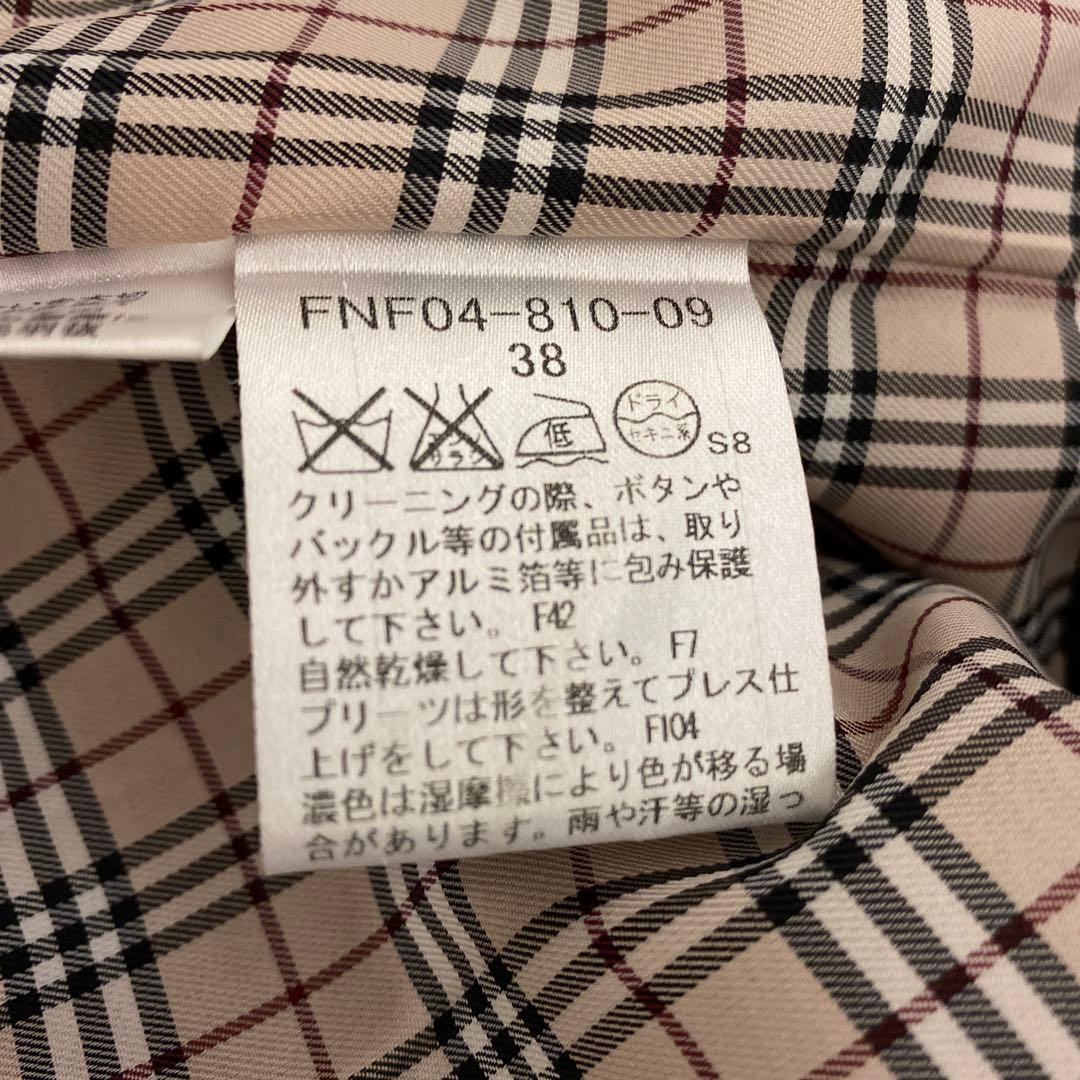 FNF04-810-09
38
エンソ
サラシ
低
ドライ
セキユ系
S8
クリーニングの際、ボタンや
バックル等の付属品は、取り
外すかアルミ箔等に包み保護
して下さい。 F42
自然乾燥して下さい。 F7
プリーツは形を整えてプレス仕
上げをして下さい。 F104
濃色は湿摩擦により色が移る場
合があります。雨や汗等の湿っ